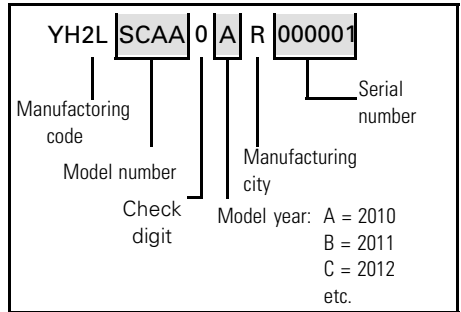 YH2L SCAA 0 A R 000001
Serial
number
Manufactoring
code
Manufacturing
city
Model number
Check
digit
Model year: A = 2010
B = 2011
C = 2012
etc.